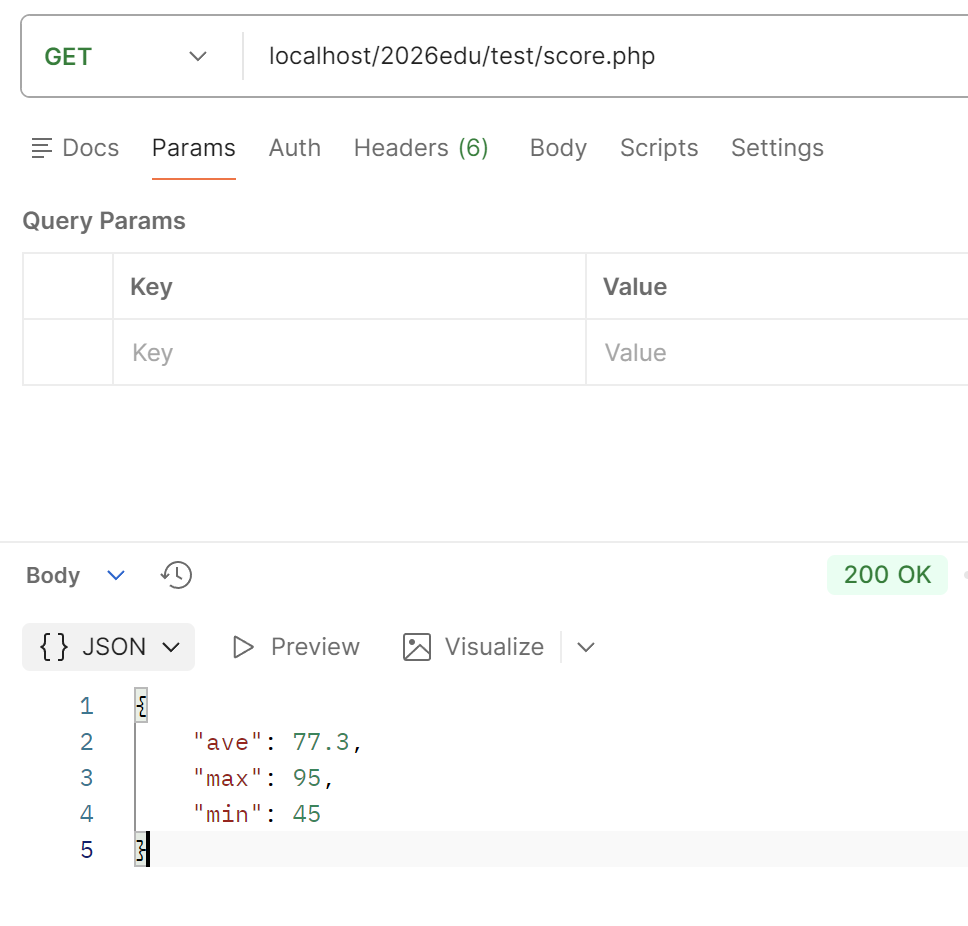 GET localhost/2026edu/test/score.php
Docs Params Auth Headers (6) Body Scripts Settings
Query Params
Key Value
Key Value
Body 200 OK
{ } JSON Preview Visualize
1 {
2 "ave": 77.3,
3 "max": 95,
4 "min": 45
5 }